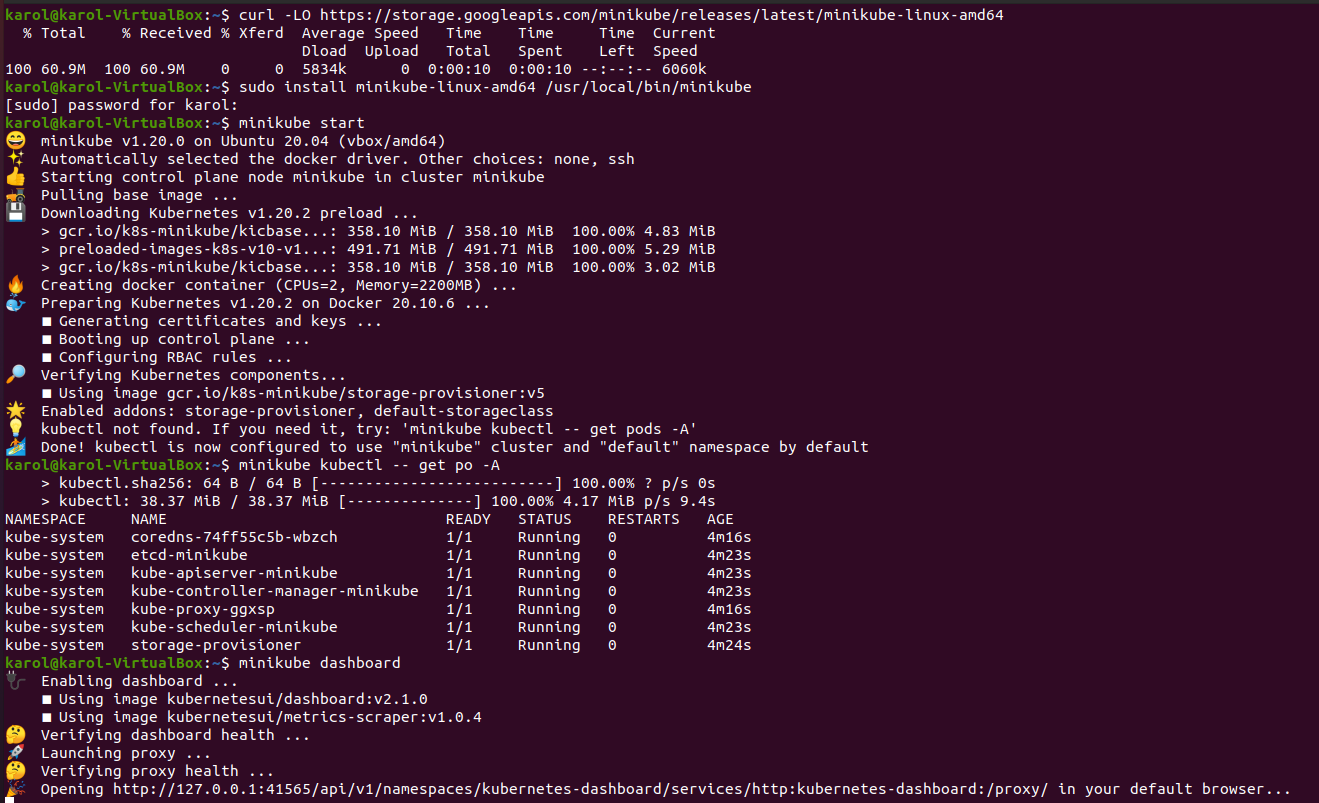 karol@karol-VirtualBox:~$ curl -LO https://storage.googleapis.com/minikube/releases/latest/minikube-linux-amd64
  % Total    % Received % Xferd  Average Speed   Time    Time     Time  Current
                                 Dload  Upload   Total   Spent    Left  Speed
100 60.9M  100 60.9M    0     0  5834k      0  0:00:10  0:00:10 --:--:-- 6060k
karol@karol-VirtualBox:~$ sudo install minikube-linux-amd64 /usr/local/bin/minikube
[sudo] password for karol:
karol@karol-VirtualBox:~$ minikube start
😄  minikube v1.20.0 on Ubuntu 20.04 (vbox/amd64)
✨  Automatically selected the docker driver. Other choices: none, ssh
👍  Starting control plane node minikube in cluster minikube
🚜  Pulling base image ...
💾  Downloading Kubernetes v1.20.2 preload ...
    > gcr.io/k8s-minikube/kicbase...: 358.10 MiB / 358.10 MiB  100.00% 4.83 MiB
    > preloaded-images-k8s-v10-v1...: 491.71 MiB / 491.71 MiB  100.00% 5.29 MiB
    > gcr.io/k8s-minikube/kicbase...: 358.10 MiB / 358.10 MiB  100.00% 3.02 MiB
🔥  Creating docker container (CPUs=2, Memory=2200MB) ...
🐳  Preparing Kubernetes v1.20.2 on Docker 20.10.6 ...
    ■ Generating certificates and keys ...
    ■ Booting up control plane ...
    ■ Configuring RBAC rules ...
🔎  Verifying Kubernetes components...
    ■ Using image gcr.io/k8s-minikube/storage-provisioner:v5
🌟  Enabled addons: storage-provisioner, default-storageclass
💡  kubectl not found. If you need it, try: 'minikube kubectl -- get pods -A'
🏄  Done! kubectl is now configured to use "minikube" cluster and "default" namespace by default
karol@karol-VirtualBox:~$ minikube kubectl -- get po -A
    > kubectl.sha256: 64 B / 64 B [--------------------------] 100.00% ? p/s 0s
    > kubectl: 38.37 MiB / 38.37 MiB [--------------] 100.00% 4.17 MiB p/s 9.4s
NAMESPACE     NAME                               READY   STATUS    RESTARTS   AGE
kube-system   coredns-74ff55c5b-wbzch            1/1     Running   0          4m16s
kube-system   etcd-minikube                      1/1     Running   0          4m23s
kube-system   kube-apiserver-minikube            1/1     Running   0          4m23s
kube-system   kube-controller-manager-minikube   1/1     Running   0          4m23s
kube-system   kube-proxy-ggxsp                   1/1     Running   0          4m16s
kube-system   kube-scheduler-minikube            1/1     Running   0          4m23s
kube-system   storage-provisioner                1/1     Running   0          4m24s
karol@karol-VirtualBox:~$ minikube dashboard
🔌  Enabling dashboard ...
    ■ Using image kubernetesui/dashboard:v2.1.0
    ■ Using image kubernetesui/metrics-scraper:v1.0.4
🤔  Verifying dashboard health ...
🚀  Launching proxy ...
🤔  Verifying proxy health ...
🎉  Opening http://127.0.0.1:41565/api/v1/namespaces/kubernetes-dashboard/services/http:kubernetes-dashboard:/proxy/ in your default browser...